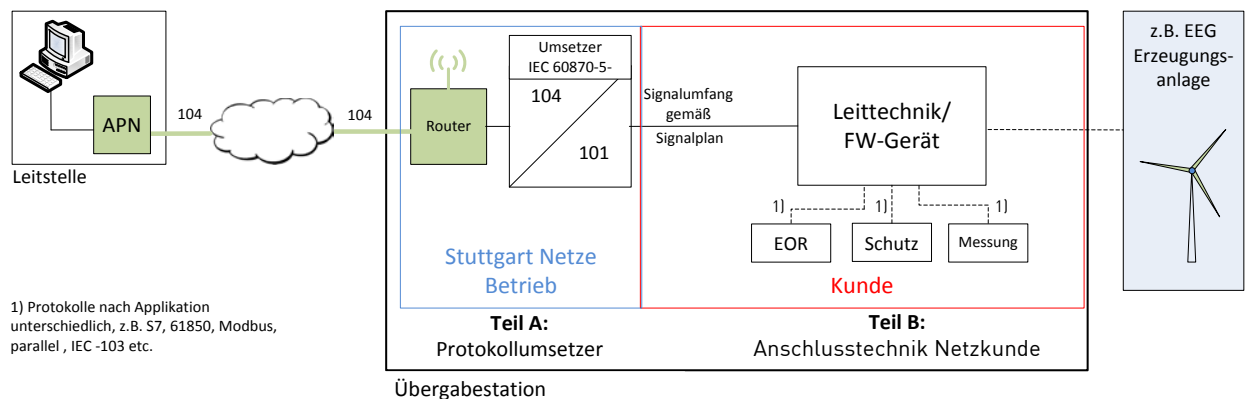 APN
Leitstelle
104
104
Router
Umsetzer
IEC 60870-5-
104
101
Signalumfang
gemäß
Signalplan
Leittechnik/
FW-Gerät
1)
1)
1)
EOR
Schutz
Messung
Stuttgart Netze
Betrieb
Kunde
Teil A:
Protokollumsetzer
Teil B:
Anschlusstechnik Netzkunde
Übergabestation
z.B. EEG
Erzeugungs-
anlage
1) Protokolle nach Applikation
unterschiedlich, z.B. S7, 61850, Modbus,
parallel , IEC -103 etc.